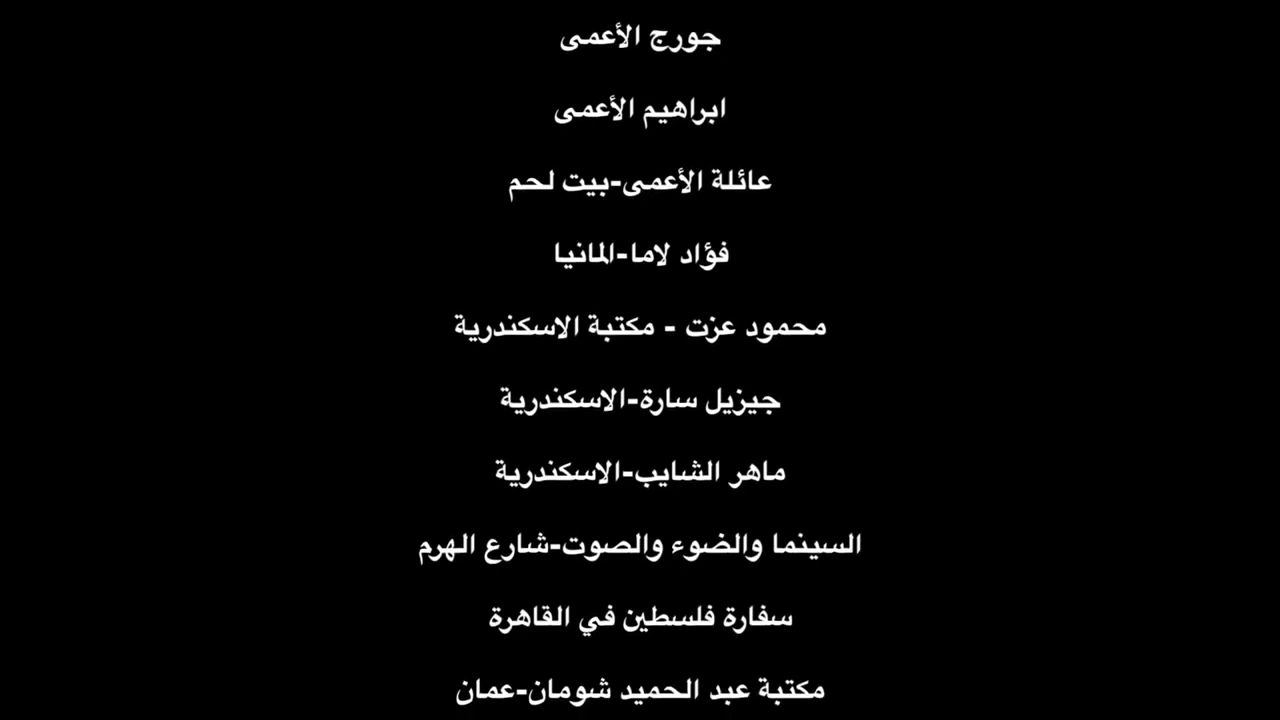 جورج الأعمى
ابراهيم الأعمى
عائلة الأعمى-بيت لحم
فؤاد لاما-المانيا
محمود عزت - مكتبة الاسكندرية
جيزيل سارة-الاسكندرية
ماهر الشايب-الاسكندرية
السينما والضوء والصوت-شارع الهرم
سفارة فلسطين في القاهرة
مكتبة عبد الحميد شومان-عمان